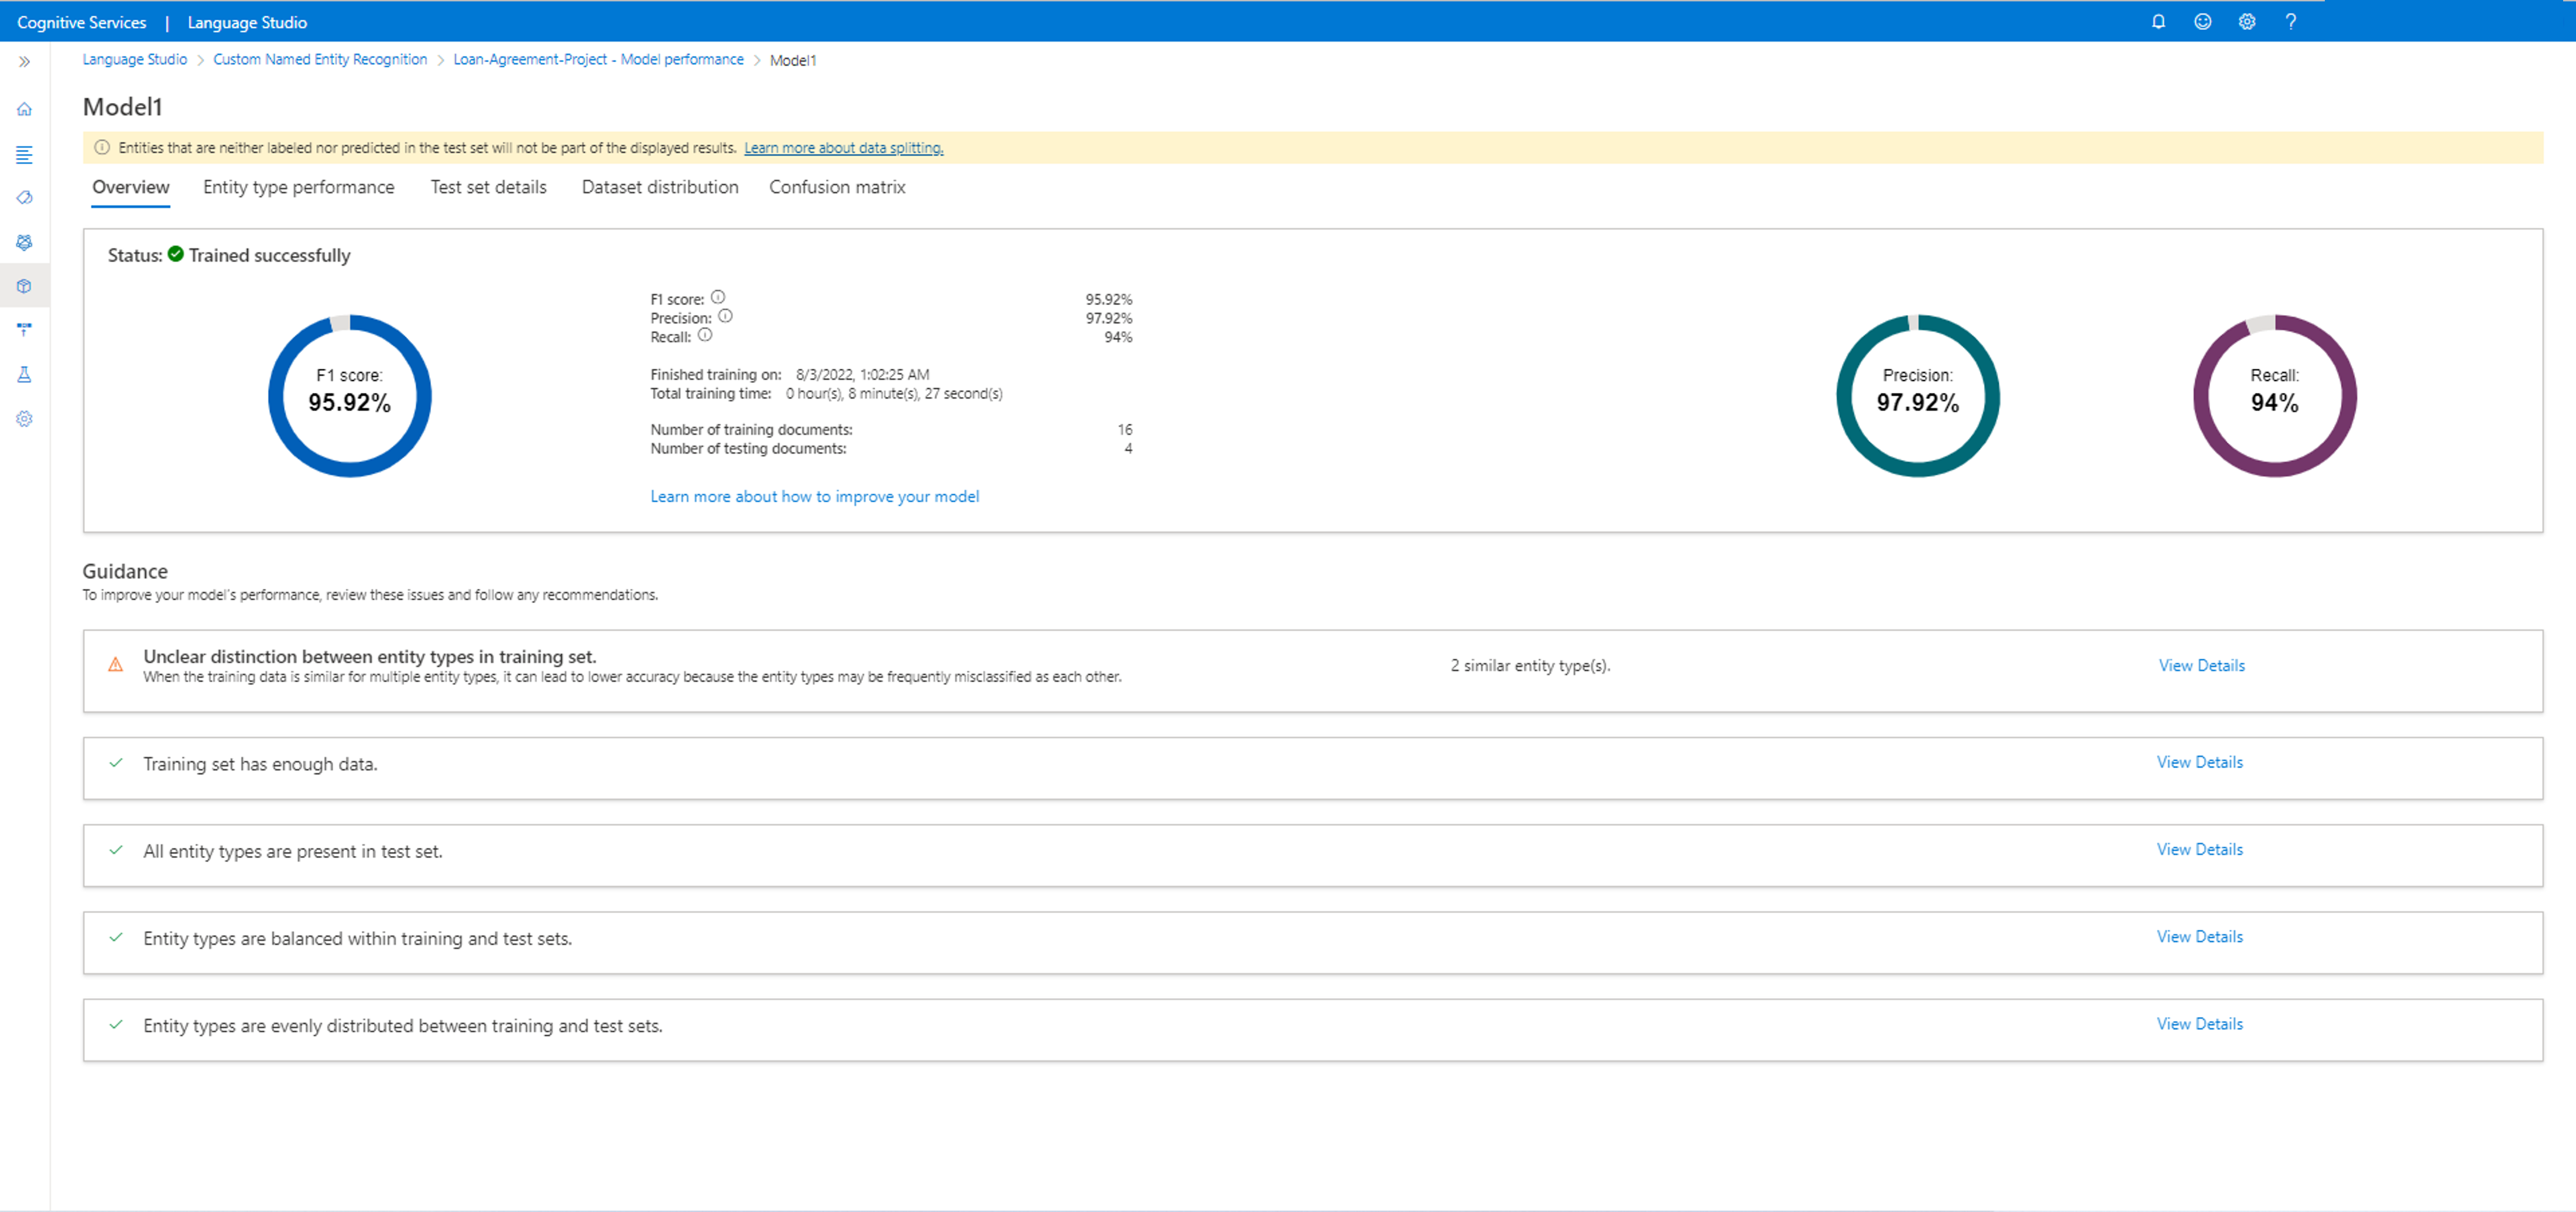 Cognitive Services | Language Studio
Language Studio > Custom Named Entity Recognition > Loan-Agreement-Project - Model performance > Model1
Model1
Entities that are neither labeled nor predicted in the test set will not be part of the displayed results. Learn more about data splitting.
Overview Entity type performance Test set details Dataset distribution Confusion matrix
Status: Trained successfully
F1 score:
95.92%
F1 score: 95.92%
Precision: 97.92%
Recall: 94%
Finished training on: 8/3/2022, 1:02:25 AM
Total training time: 0 hour(s), 8 minute(s), 27 second(s)
Number of training documents: 16
Number of testing documents: 4
Learn more about how to improve your model
Precision:
97.92%
Recall:
94%
Guidance
To improve your model's performance, review these issues and follow any recommendations.
Unclear distinction between entity types in training set.
When the training data is similar for multiple entity types, it can lead to lower accuracy because the entity types may be frequently misclassified as each other.
2 similar entity type(s).
View Details
Training set has enough data. View Details
All entity types are present in test set. View Details
Entity types are balanced within training and test sets. View Details
Entity types are evenly distributed between training and test sets. View Details